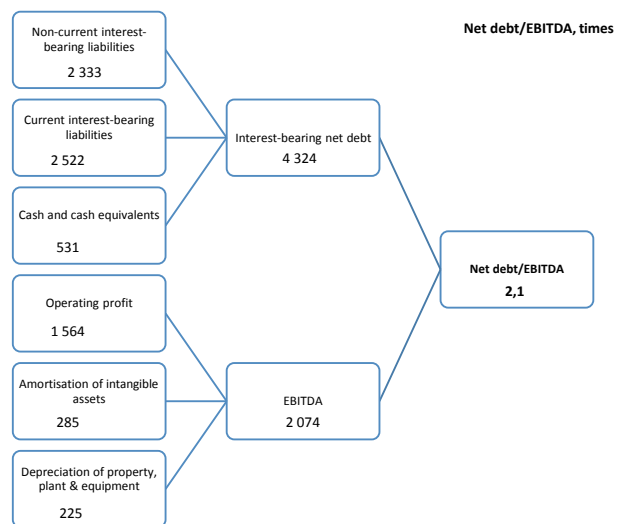 Net debt/EBITDA, times
Non-current interest-
bearing liabilities
2 333
Current interest-bearing
liabilities
2 522
Cash and cash equivalents
531
Operating profit
1 564
Amortisation of intangible
assets
285
Depreciation of property,
plant & equipment
225
Interest-bearing net debt
4 324
EBITDA
2 074
Net debt/EBITDA
2,1